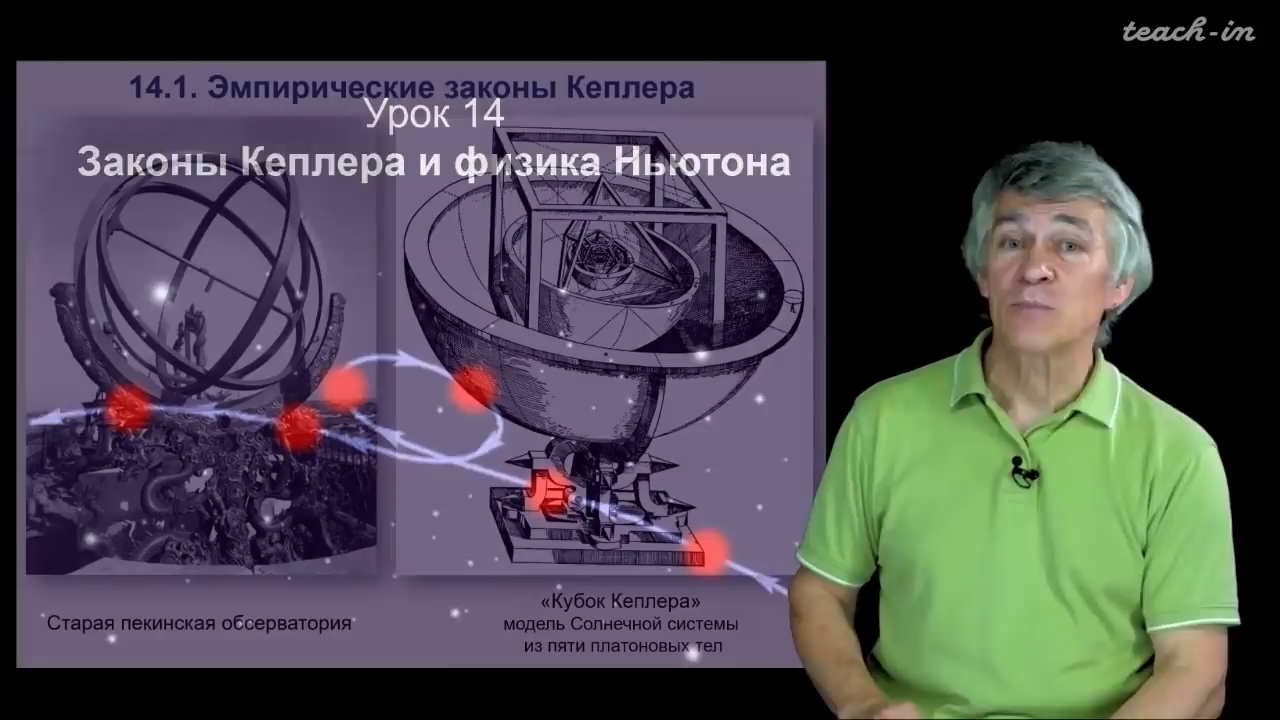 teach-in
14.1. Эмпирические законы Кеплера
Урок 14
Законы Кеплера и физика Ньютона
Старая пекинская обсерватория
«Кубок Кеплера»
модель Солнечной системы
из пяти платоновых тел